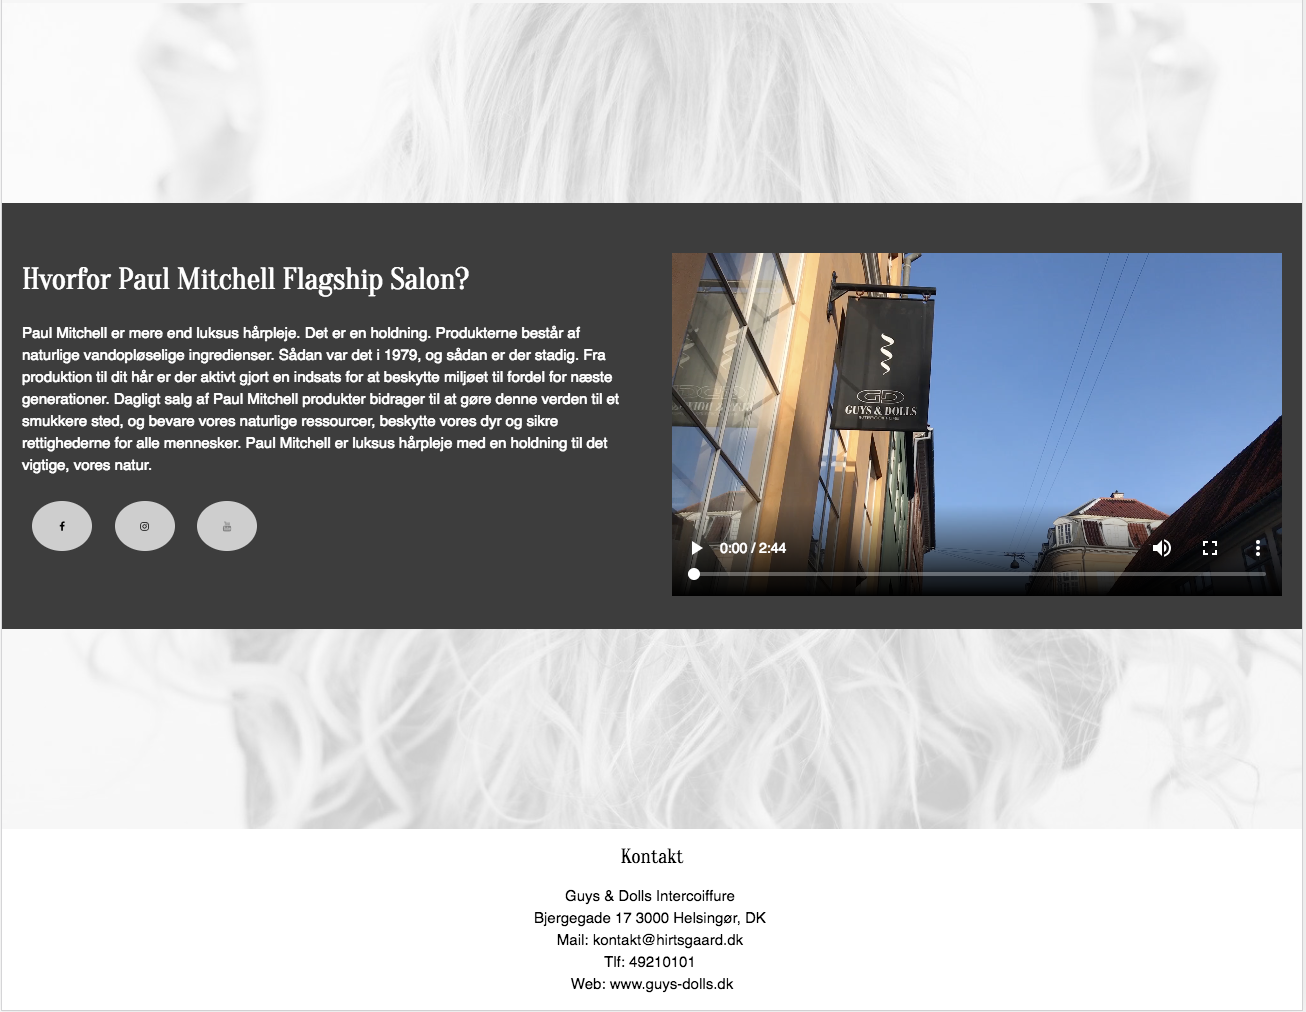 Hvorfor Paul Mitchell Flagship Salon?
Paul Mitchell er mere end luksus hårpleje. Det er en holdning. Produkterne består af
naturlige vandopløselige ingredienser. Sådan var det i 1979, og sådan er der stadig. Fra
produktion til dit hår er der aktivt gjort en indsats for at beskytte miljøet til fordel for næste
generationer. Dagligt salg af Paul Mitchell produkter bidrager til at gøre denne verden til et
smukkere sted, og bevare vores naturlige ressourcer, beskytte vores dyr og sikre
rettighederne for alle mennesker. Paul Mitchell er luksus hårpleje med en holdning til det
vigtige, vores natur.
GD
GUYS & DOLLS
0:00 / 2:44
Kontakt
Guys & Dolls Intercoiffure
Bjergegade 17 3000 Helsingør, DK
Mail: kontakt@hirtsgaard.dk
Tlf: 49210101
Web: www.guys-dolls.dk